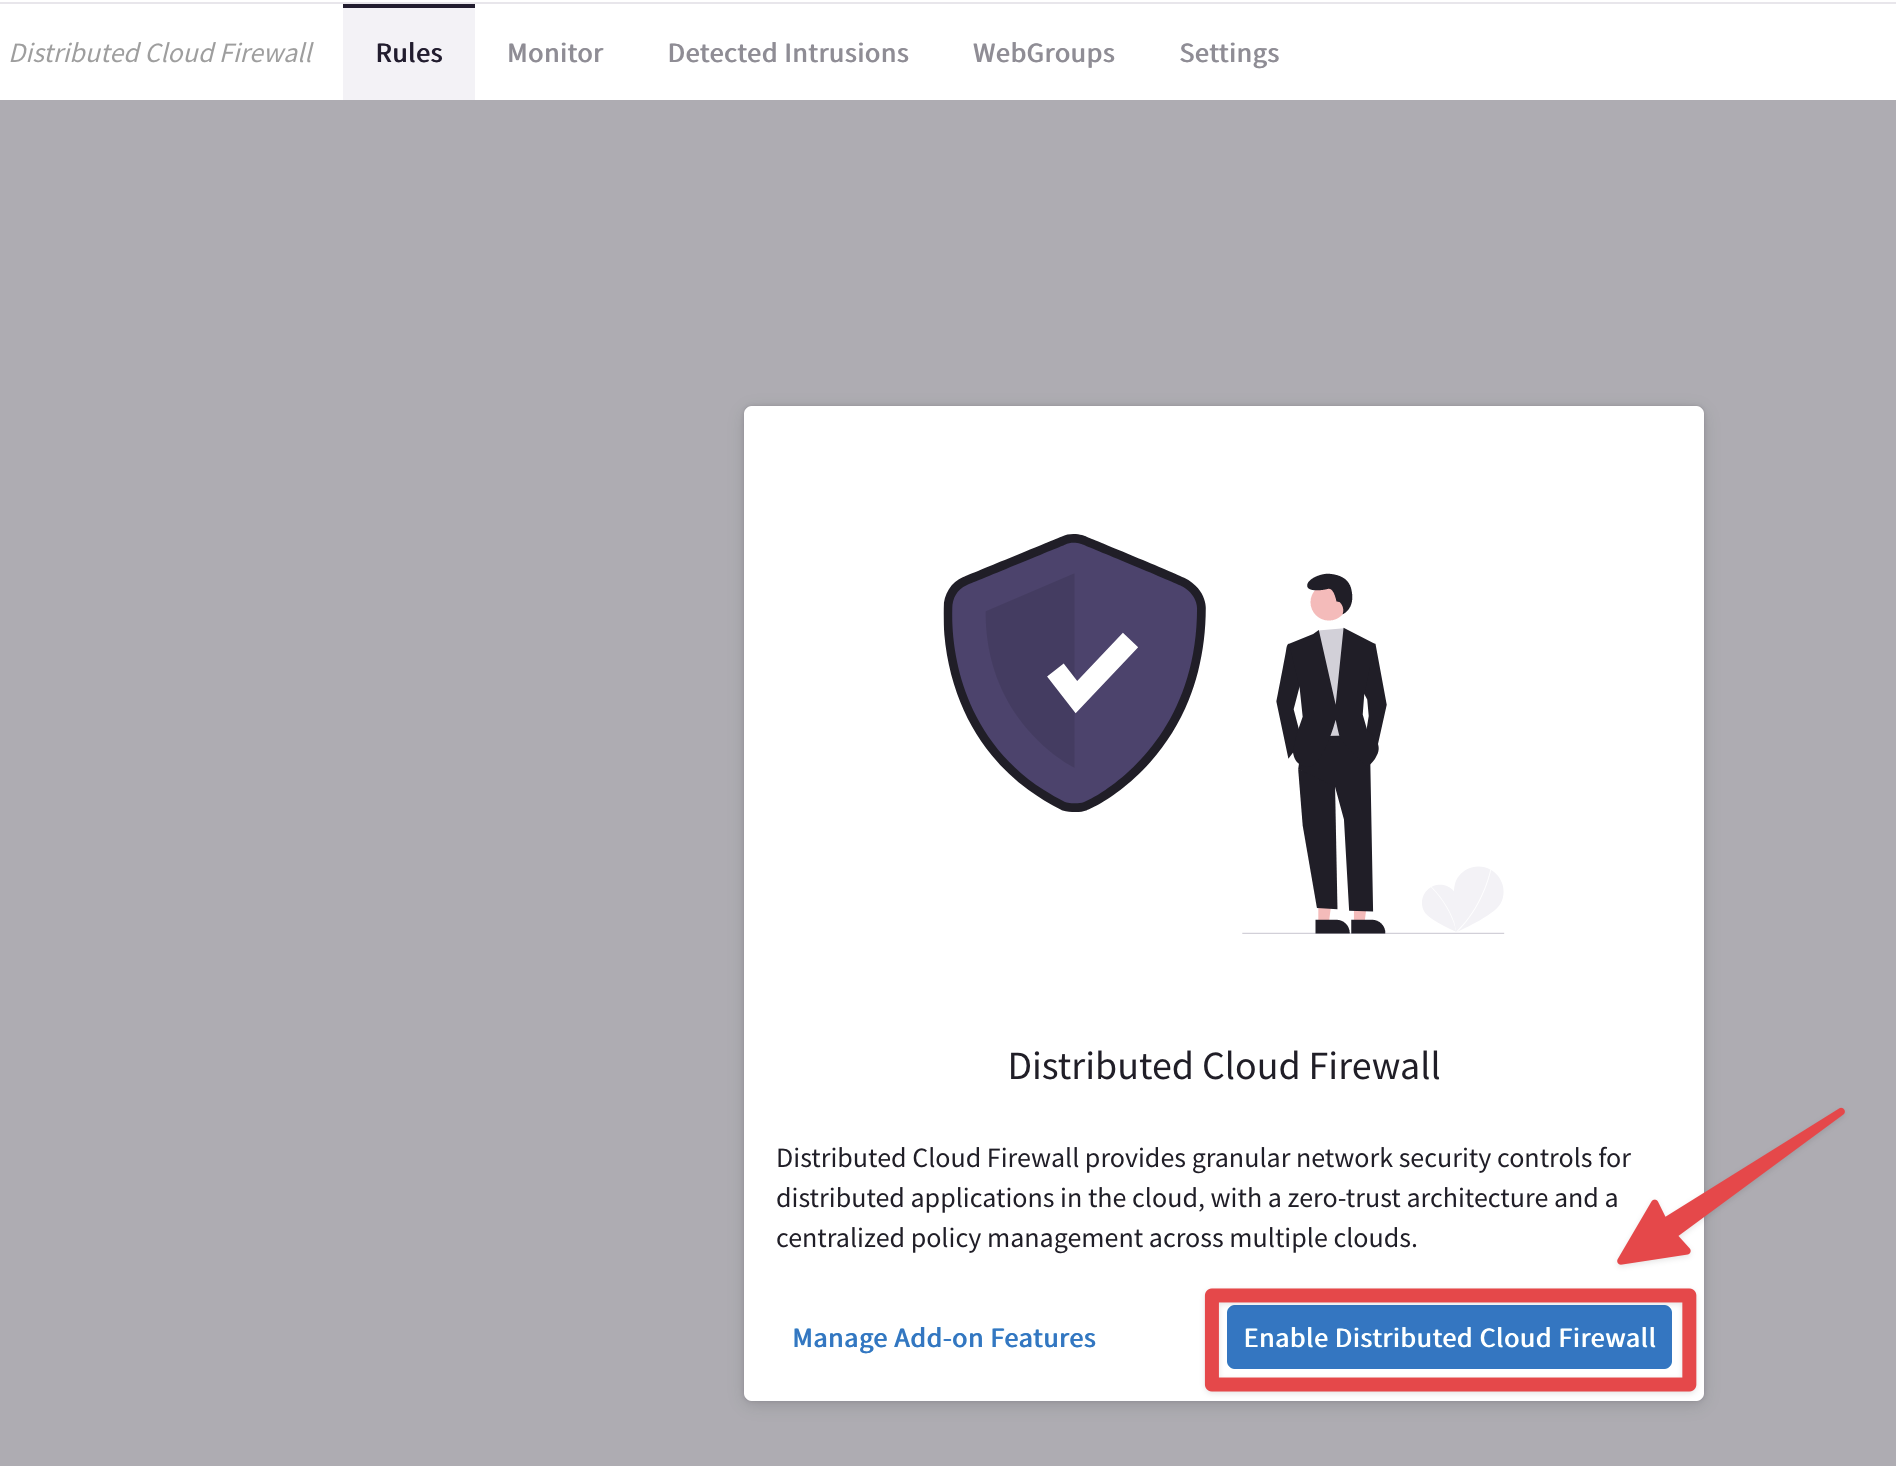 Distributed Cloud Firewall
Rules
Monitor
Detected Intrusions
WebGroups
Settings
Distributed Cloud Firewall
Distributed Cloud Firewall provides granular network security controls for
distributed applications in the cloud, with a zero-trust architecture and a
centralized policy management across multiple clouds.
Manage Add-on Features
Enable Distributed Cloud Firewall